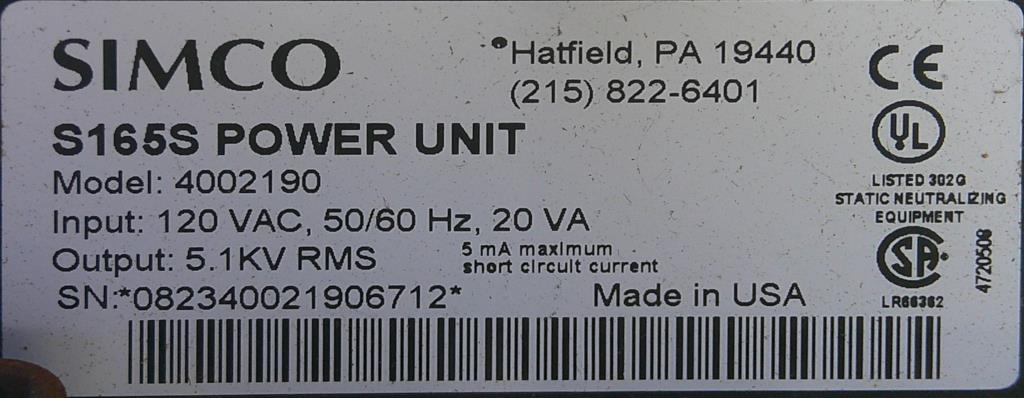 SIMCO
Hatfield, PA 19440
(215) 822-6401
CE
S165S POWER UNIT
UL
Model: 4002190
LISTED 302G
STATIC NEUTRALIZING
EQUIPMENT
Input: 120 VAC, 50/60 Hz, 20 VA
Output: 5.1KV RMS
5 mA maximum
short circuit current
SA
4720508
SN:*082340021906712*
Made in USA
LR66362